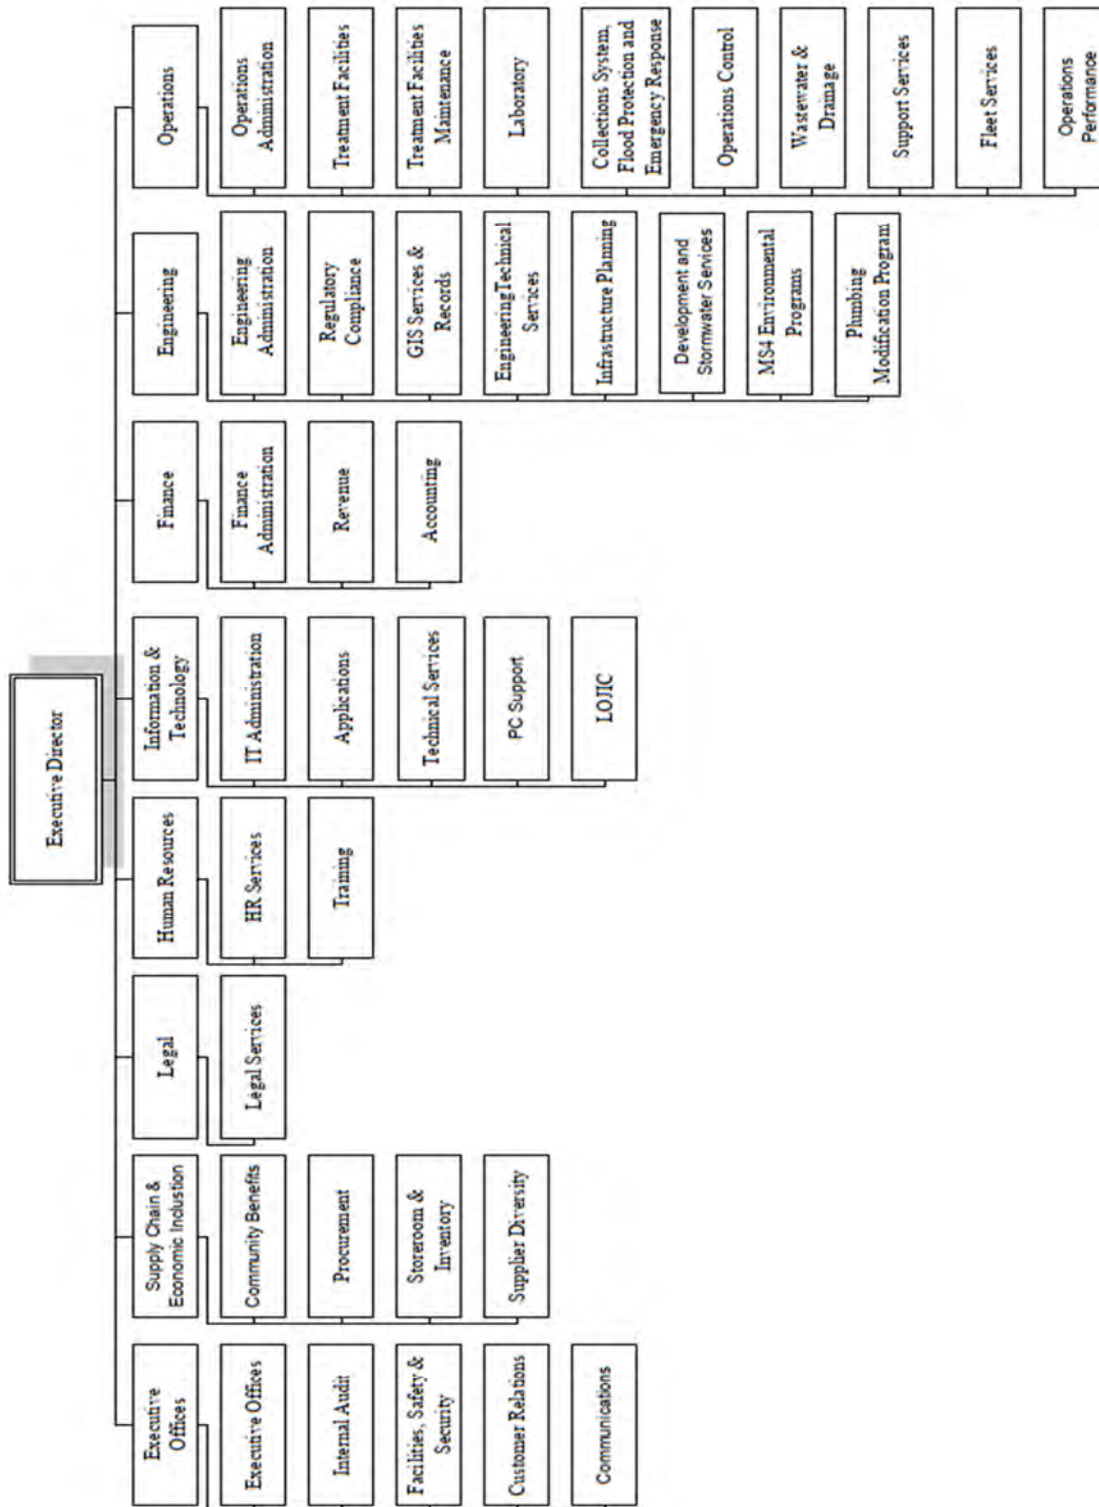 Executive Director
Executive
Offices
Executive Offices
Internal Audit
Facilities, Safety &
Security
Customer Relations
Communications
Supply Chain &
Economic Inclustion
Community Benefits
Procurement
Storeroom &
Inventory
Supplier Diversity
Legal
Legal Services
Human Resources
HR Services
Training
Information &
Technology
IT Administration
Applications
Technical Services
PC Support
LOJIC
Finance
Finance
Administration
Revenue
Accounting
Engineering
Engineering
Administration
Regulatory
Compliance
GIS Services &
Records
EngineeringTechnical
Services
Infrastructure Planning
Development and
Stormwater Services
MS4 Environmental
Programs
Plumbing
Modification Program
Operations
Operations
Administration
Treatment Facilities
Treatment Facilities
Maintenance
Laboratory
Collections System,
Flood Protection and
Emergency Response
Operations Control
Wastewater &
Drainage
Support Services
Fleet Services
Operations
Performance